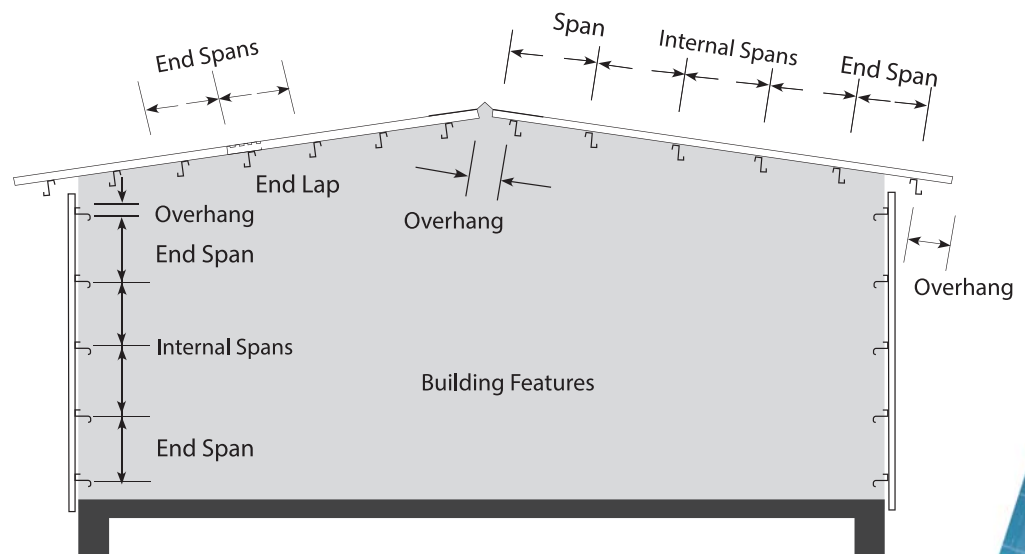 End Spans
Span
Internal Spans
End Span
End Lap
Overhang
Overhang
End Span
Overhang
Internal Spans
Building Features
End Span